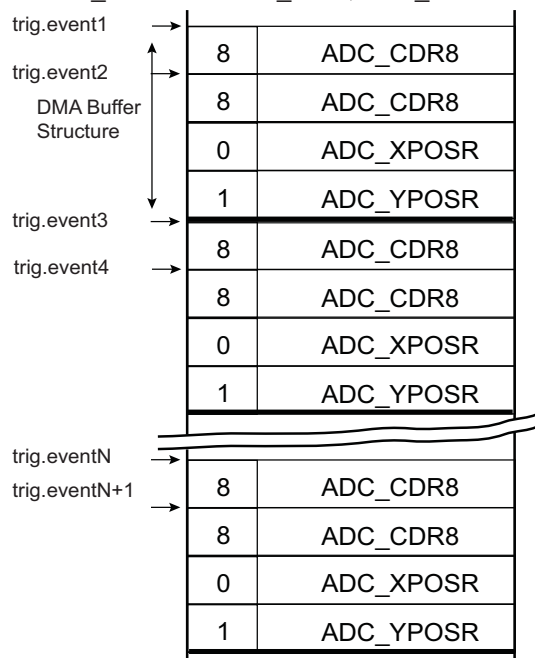 trig.event1
8 ADC_CDR8
trig.event2
8 ADC_CDR8
DMA Buffer
Structure
0 ADC_XPOSR
1 ADC_YPOSR
trig.event3
8 ADC_CDR8
trig.event4
8 ADC_CDR8
0 ADC_XPOSR
1 ADC_YPOSR
trig.eventN
8 ADC_CDR8
trig.eventN+1
8 ADC_CDR8
0 ADC_XPOSR
1 ADC_YPOSR